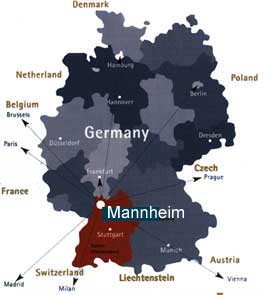 Denmark
Hamburg
Netherland
Poland
Berlin
Hannover
Belgium
Brussels
Germany
Düsseldorf
Dresden
Paris
Frankfurt
Czech
Prague
France
Mannheim
Stuttgart
Munich
Austria
Switzerland
Liechtenstein
Vienna
Madrid
Milan